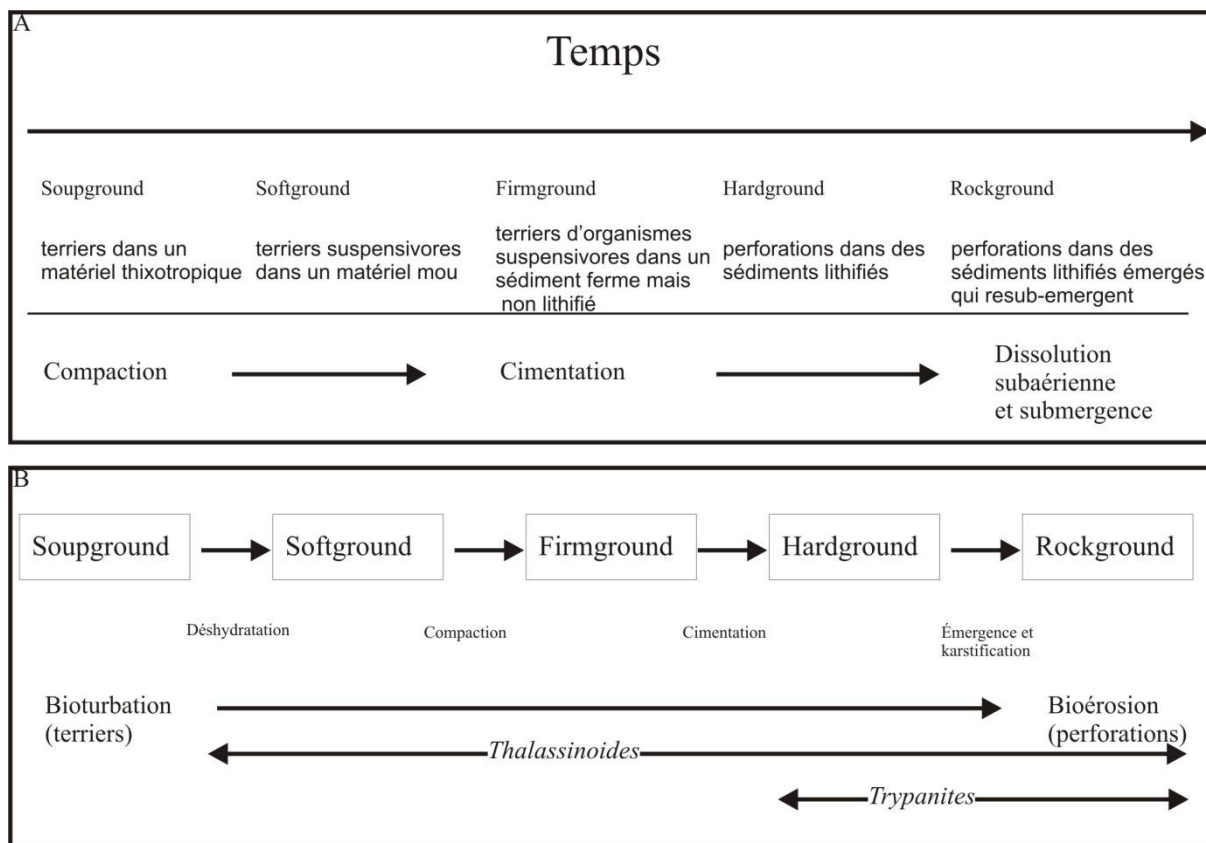 A
Temps
Soupground
Softground
Firmground
Hardground
Rockground
terriers dans un
matériel thixotropique
terriers suspensivores
dans un matériel mou
terriers d'organismes
suspensivores dans un
sédiment ferme mais
non lithifié
perforations dans des
sédiments lithifiés
perforations dans des
sédiments lithifiés émergés
qui resub-emergent
Compaction
Cimentation
Dissolution
subaérienne
et submergence
B
Soupground
Softground
Firmground
Hardground
Rockground
Déshydratation
Compaction
Cimentation
Émergence et
karstification
Bioturbation
(terriers)
Bioérosion
(perforations)
Thalassinoides
Trypanites